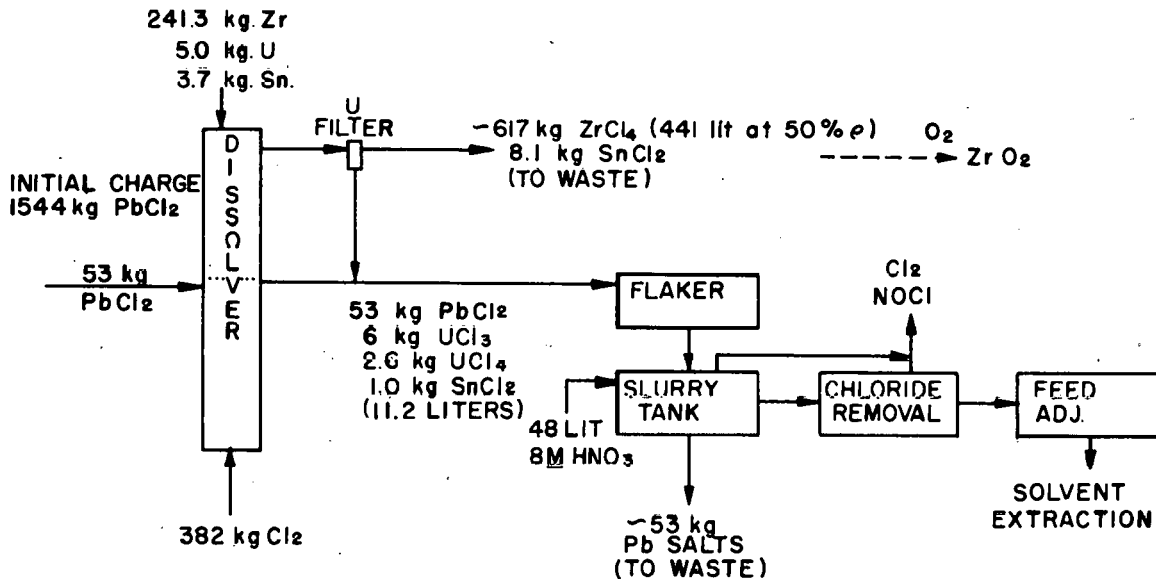 241.3 kg. Zr
5.0 kg. U
3.7 kg. Sn.
DISSOLVER
U
FILTER
~617 kg ZrCl4 (441 lit at 50% ρ)
8.1 kg SnCl2
(TO WASTE)
O2
ZrO2
INITIAL CHARGE
1544 kg PbCl2
53 kg
PbCl2
53 kg PbCl2
6 kg UCl3
2.6 kg UCl4
1.0 kg SnCl2
(11.2 LITERS)
382 kg Cl2
FLAKER
Cl2
NOCl
SLURRY
TANK
48 LIT
8M HNO3
CHLORIDE
REMOVAL
FEED
ADJ.
~53 kg
Pb SALTS
(TO WASTE)
SOLVENT
EXTRACTION